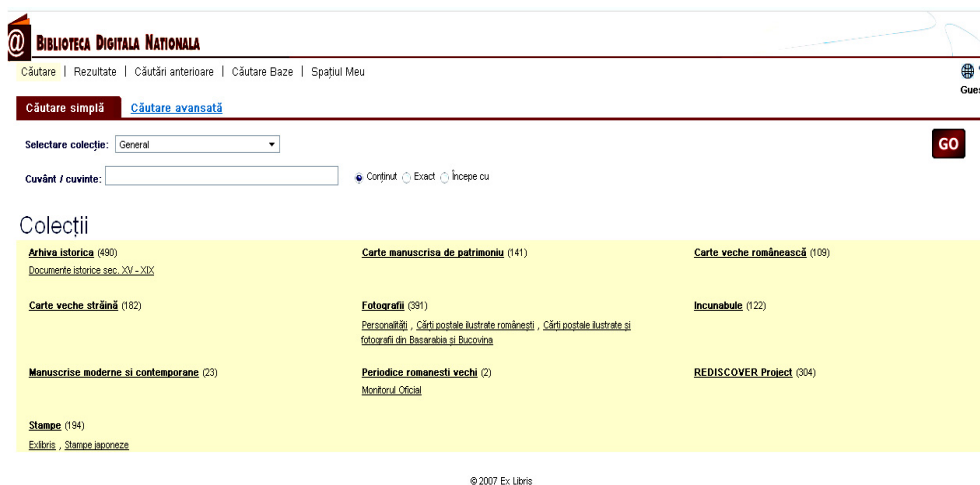 @ BIBLIOTECA DIGITALA NATIONALA
Căutare | Rezultate | Căutări anterioare | Căutare Baze | Spațiul Meu
Căutare simplă Căutare avansată
Selectare colecție: General
GO
Cuvânt / cuvinte: Conținut Exact Începe cu
Colecții
Arhiva istorica (490) Carte manuscrisa de patrimoniu (141) Carte veche românească (109)
Documente istorice sec. XV - XIX
Carte veche străină (182) Fotografii (391) Incunabule (122)
Personalități , Cărți poștale ilustrate românești , Cărți poștale ilustrate și
fotografii din Basarabia și Bucovina
Manuscrise moderne si contemporane (23) Periodice romanesti vechi (2) REDISCOVER Project (304)
Monitorul Oficial
Stampe (194)
Exlibris , Stampe japoneze
© 2007 Ex Libris